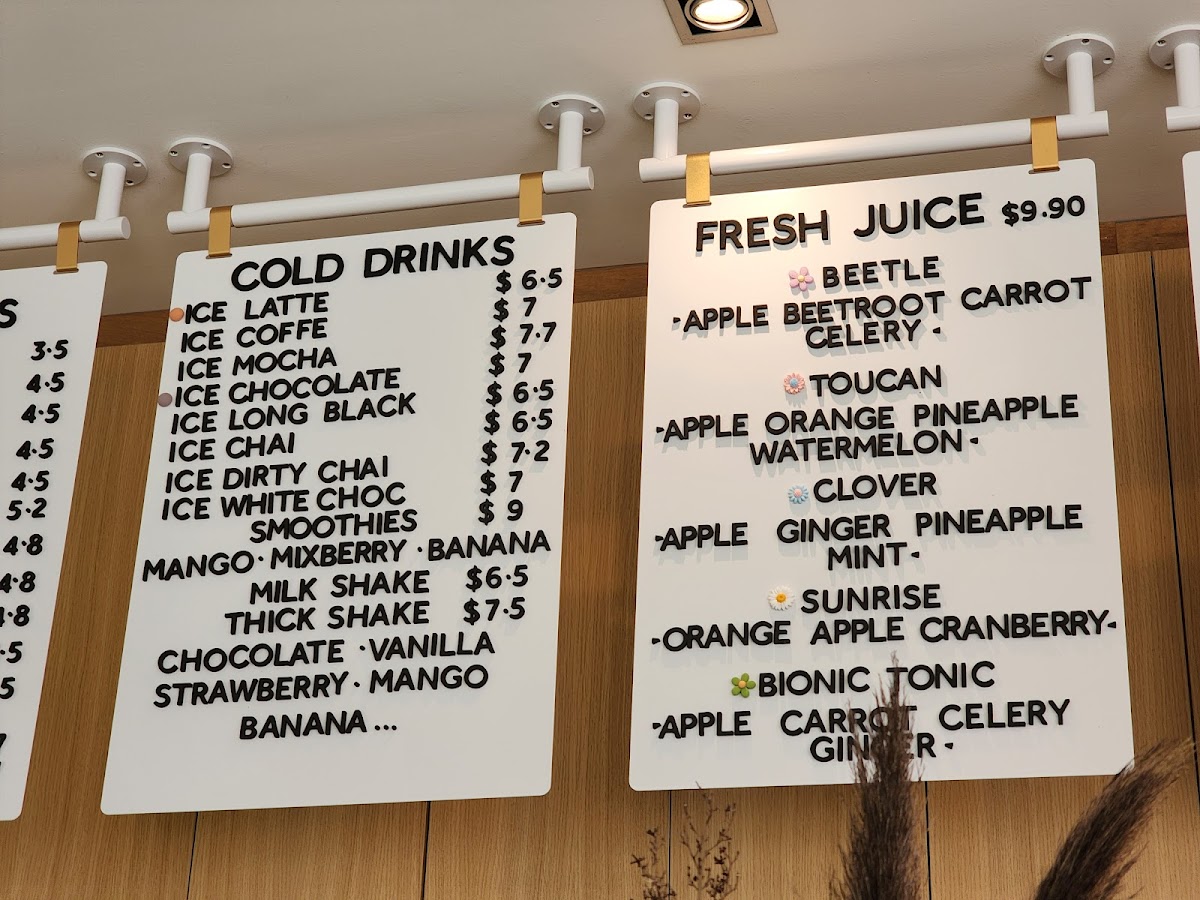 S
3·5
4·5
4·5
4·5
4·5
5·2
4·8
4·8
·8
·5
5
COLD DRINKS
ICE LATTE $ 6·5
ICE COFFE $ 7
ICE MOCHA $ 7·7
ICE CHOCOLATE $ 7
ICE LONG BLACK $ 6·5
ICE CHAI $ 6·5
ICE DIRTY CHAI $ 7·2
ICE WHITE CHOC $ 7
SMOOTHIES $ 9
MANGO · MIXBERRY · BANANA
MILK SHAKE $6·5
THICK SHAKE $7·5
CHOCOLATE · VANILLA
STRAWBERRY · MANGO
BANANA...
FRESH JUICE $9.90
BEETLE
·APPLE BEETROOT CARROT
CELERY ·
TOUCAN
·APPLE ORANGE PINEAPPLE
WATERMELON·
CLOVER
·APPLE GINGER PINEAPPLE
MINT·
SUNRISE
·ORANGE APPLE CRANBERRY·
BIONIC TONIC
·APPLE CARROT CELERY
GINGER ·